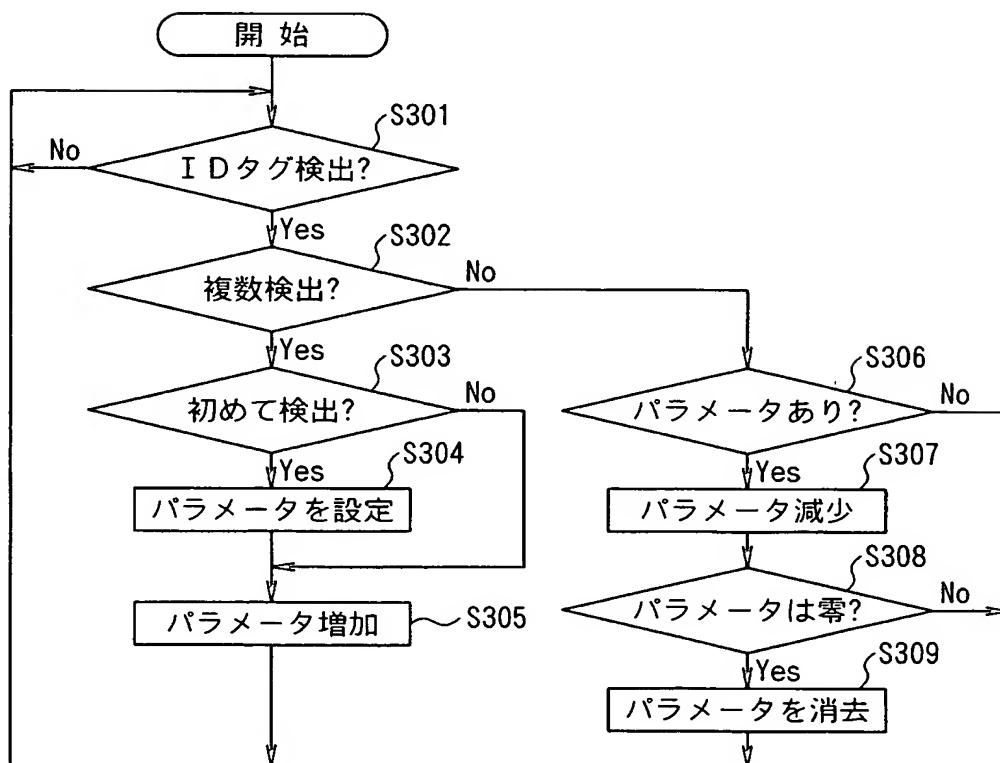 開始
S301
No
IDタグ検出?
Yes
S302
複数検出?
No
Yes
S303
初めて検出?
No
Yes
S304
パラメータを設定
パラメータ増加
S305
S306
パラメータあり?
No
Yes
S307
パラメータ減少
S308
パラメータは零?
No
Yes
S309
パラメータを消去